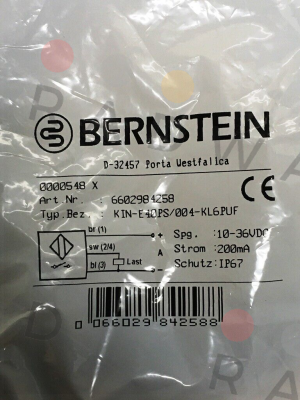 BERNSTEIN
D-32457 Porta Westfalica
0000548 X
Art.Nr. : 6602984258
Typ.Bez. : KIN-E40PS/004-KL6PUF
br (1) + Spg. :10-36VDC
sw (2/4) Last Strom :200mA
bl (3) - Schutz:IP67
0 066029 842588